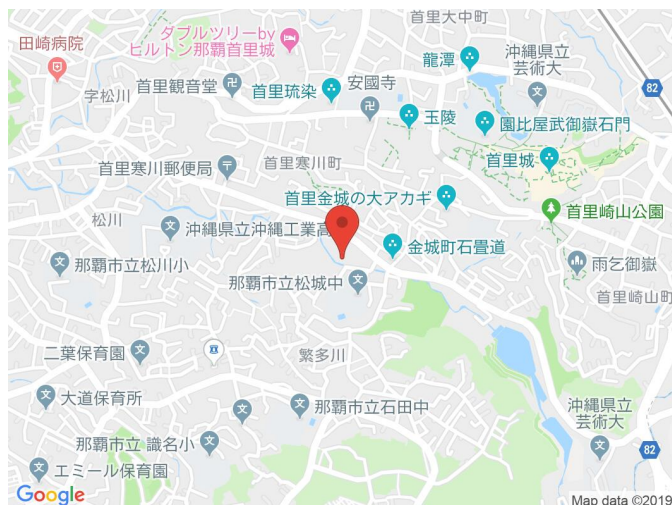 首里大中町
ダブルツリーby
ヒルトン那覇首里城
田崎病院
龍潭
沖縄県立
芸術大
安國寺
首里観音堂
首里琉染
字松川
82
玉陵
園比屋武御嶽石門
首里城
首里寒川町
首里寒川郵便局
首里金城の大アカギ
首里崎山公園
松川
沖縄県立沖縄工業高
金城町石畳道
雨乞御嶽
那覇市立松川小
那覇市立松城中
首里崎山町
二葉保育園
繁多川
大道保育所
那覇市立石田中
沖縄県立
芸術大
那覇市立 識名小
82
エミール保育園
Google
Map data ©2019